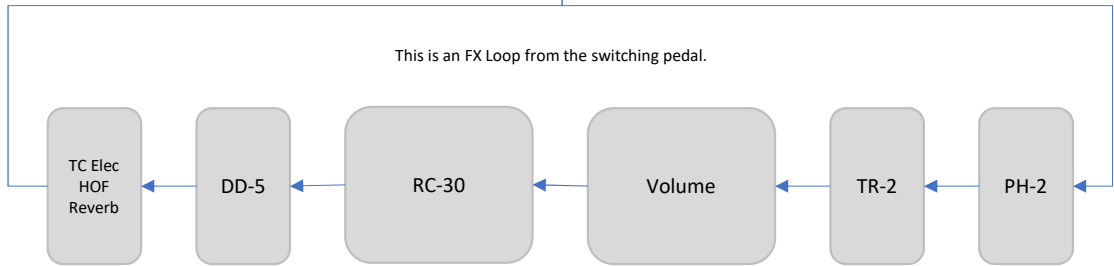 This is an FX Loop from the switching pedal.
TC Elec
HOF
Reverb
DD-5
RC-30
Volume
TR-2
PH-2